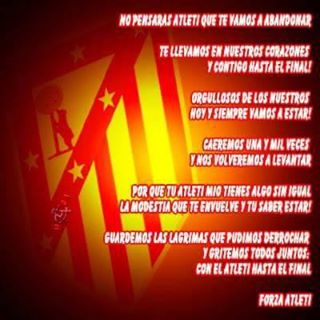 NO PENSARAS ATLETI QUE TE VAMOS A ABANDONAR
TE LLEVAMOS EN NUESTROS CORAZONES
Y CONTIGO HASTA EL FINAL!
ORGULLOSOS DE LOS NUESTROS
HOY Y SIEMPRE VAMOS A ESTAR!
CAEREMOS UNA Y MIL VECES
Y NOS VOLVEREMOS A LEVANTAR
POR QUE TU ATLETI MIO TIENES ALGO SIN IGUAL
LA MODESTIA QUE TE ENVUELVE Y TU SABER ESTAR!
GUARDEMOS LAS LAGRIMAS QUE PUDIMOS DERROCHAR
Y GRITEMOS TODOS JUNTOS:
CON EL ATLETI HASTA EL FINAL
FORZA ATLETI